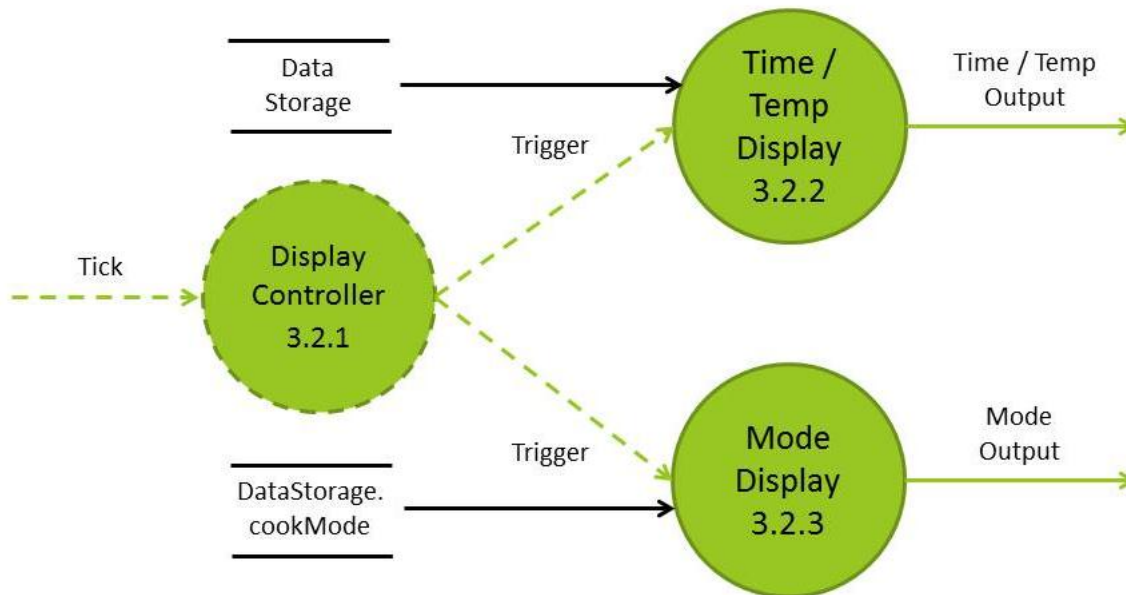 Data
Storage
Time /
Temp
Display
3.2.2
Time / Temp
Output
Trigger
Tick
Display
Controller
3.2.1
Trigger
DataStorage.
cookMode
Mode
Display
3.2.3
Mode
Output